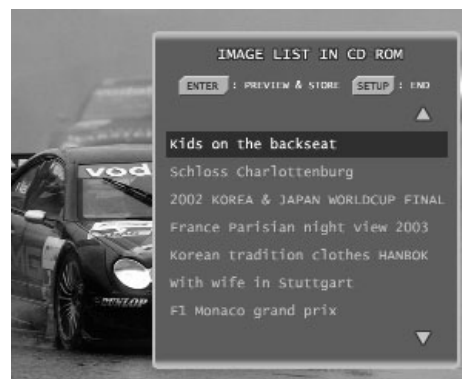 IMAGE LIST IN CD ROM
ENTER : PREVIEW & STORE SETUP : END
Kids on the backseat
Schloss Charlottenburg
2002 KOREA & JAPAN WORLDCUP FINAL
France Parisian night view 2003
Korean tradition clothes HANBOK
With wife in Stuttgart
F1 Monaco grand prix
vod
DUNLOP